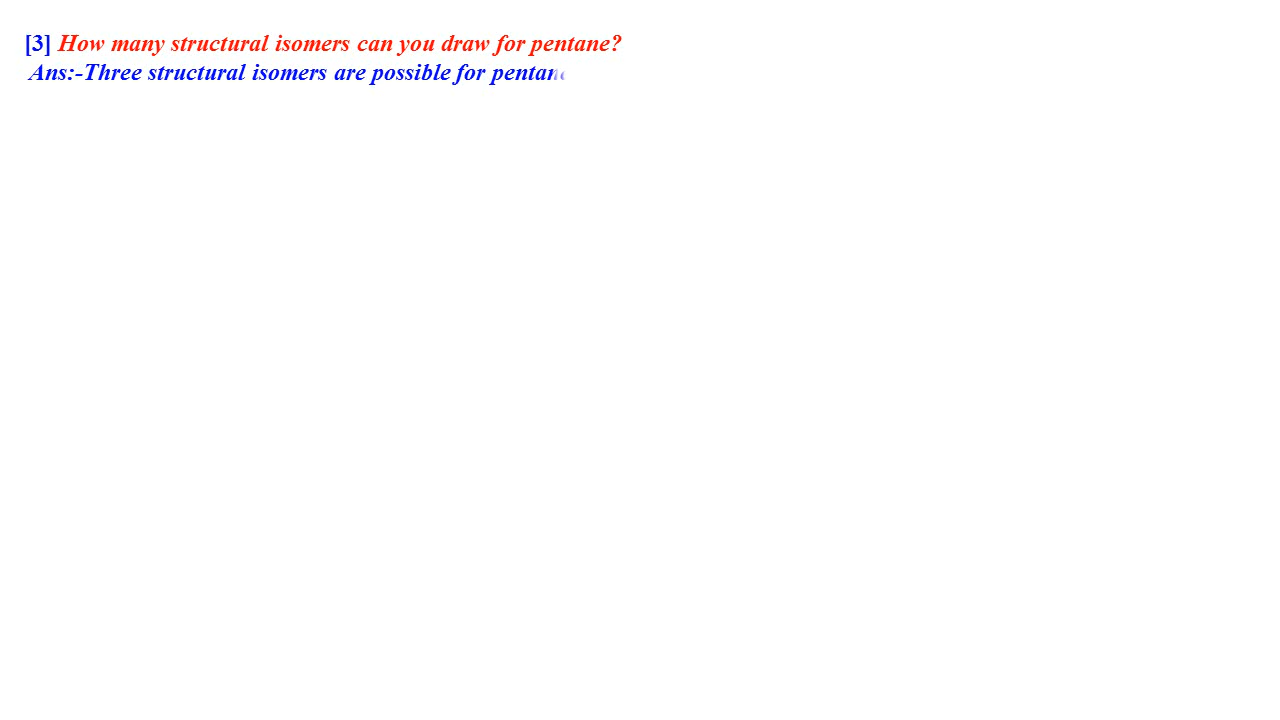 [3] How many structural isomers can you draw for pentane?
Ans:-Three structural isomers are possible for pentan